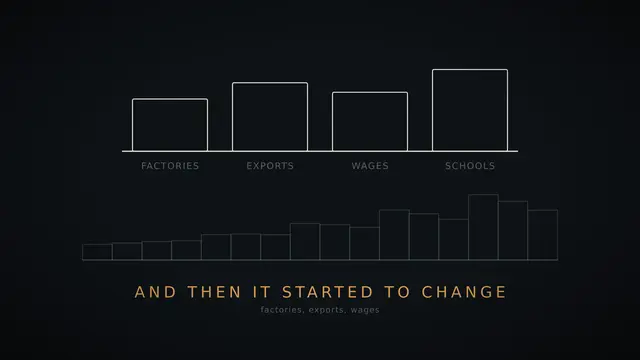 FACTORIES EXPORTS WAGES SCHOOLS
AND THEN IT STARTED TO CHANGE
factories, exports, wages